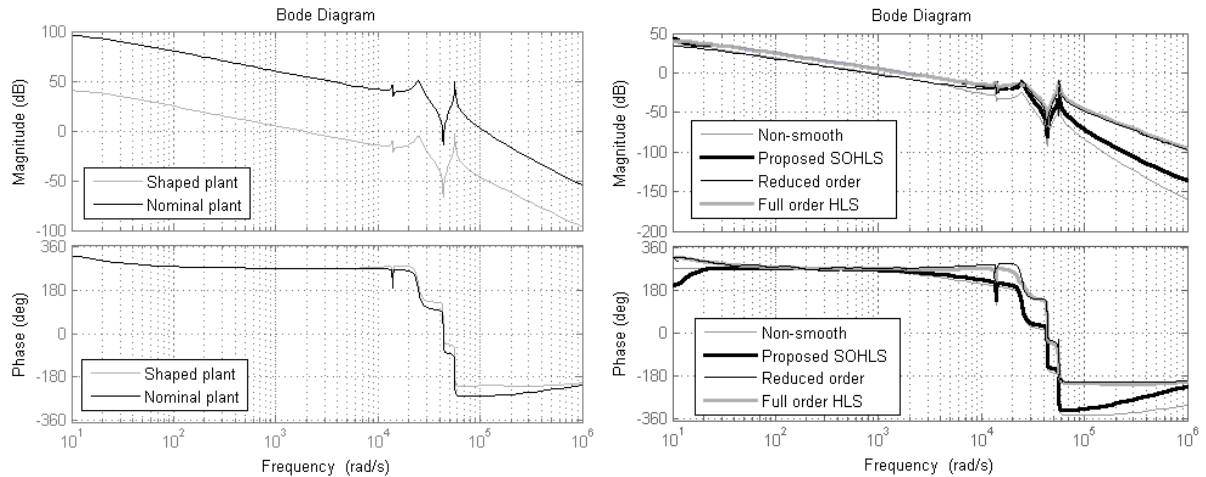 Bode Diagram
100
50
0
-50
-100
Magnitude (dB)
Shaped plant
Nominal plant
360
180
0
-180
-360
Phase (deg)
Shaped plant
Nominal plant
10^1
10^2
10^3
10^4
10^5
10^6
Frequency (rad/s)
Bode Diagram
50
0
-50
-100
-150
-200
Magnitude (dB)
Non-smooth
Proposed SOHLS
Reduced order
Full order HLS
360
180
0
-180
-360
Phase (deg)
Non-smooth
Proposed SOHLS
Reduced order
Full order HLS
10^1
10^2
10^3
10^4
10^5
10^6
Frequency (rad/s)